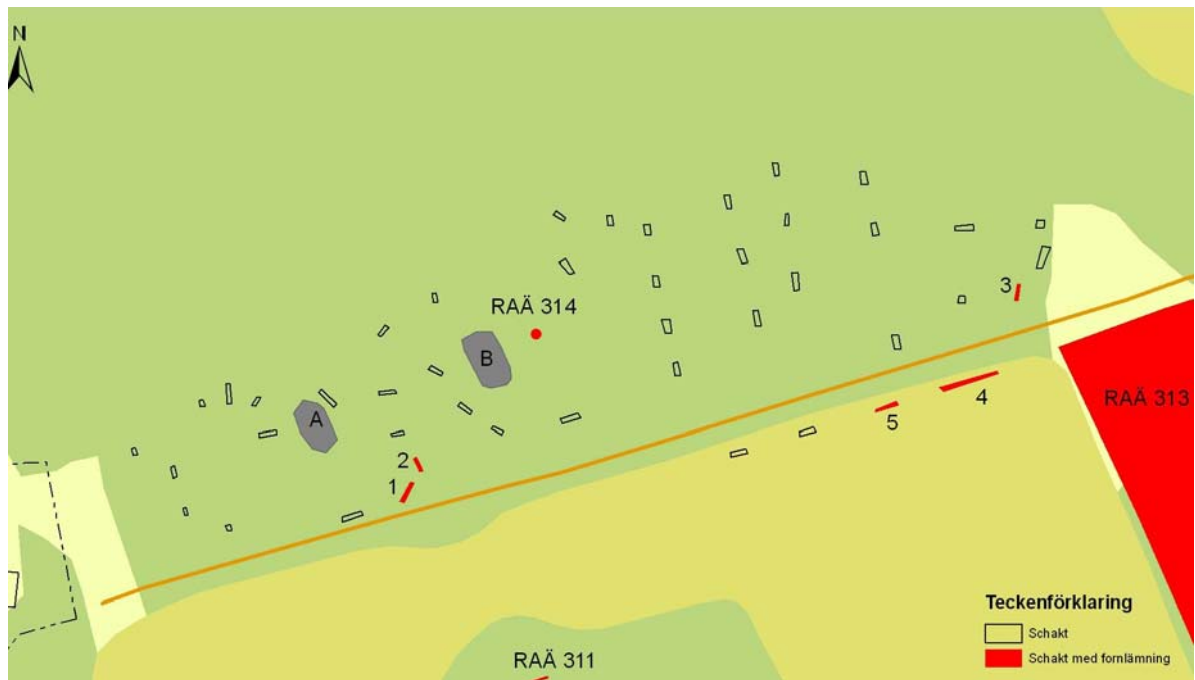 N
RAÄ 314
3
B
RAÄ 313
4
A
5
2
1
Teckenförklaring
Schakt
Schakt med fornlämning
RAÄ 311